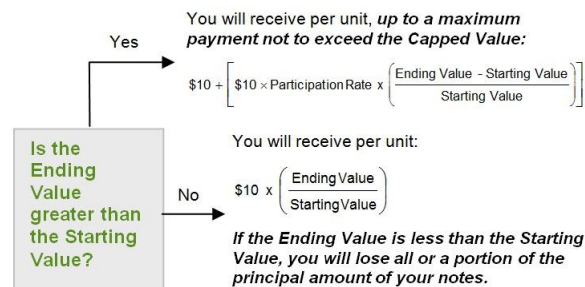 You will receive per unit, up to a maximum
payment not to exceed the Capped Value:
Yes
$10 + [ $10 × Participation Rate x ( Ending Value - Starting Value
Starting Value ) ]
Is the
Ending
Value
greater than
the Starting
Value?
No
You will receive per unit:
$10 x ( Ending Value
Starting Value )
If the Ending Value is less than the Starting
Value, you will lose all or a portion of the
principal amount of your notes.